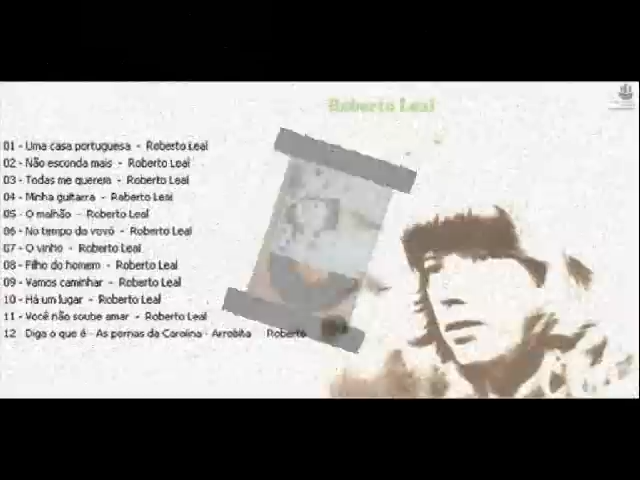 Roberto Leal
01 - Uma casa portuguesa - Roberto Leal
02 - Não esconda mais - Roberto Leal
03 - Todas me querem - Roberto Leal
04 - Minha guitarra - Roberto Leal
05 - O malhão - Roberto Leal
06 - No tempo da vovó - Roberto Leal
07 - O vinho - Roberto Leal
08 - Filho do homem - Roberto Leal
09 - Vamos caminhar - Roberto Leal
10 - Há um lugar - Roberto Leal
11 - Você não soube amar - Roberto Leal
12 Diga o que é - As pernas da Carolina - Arrobita Roberto